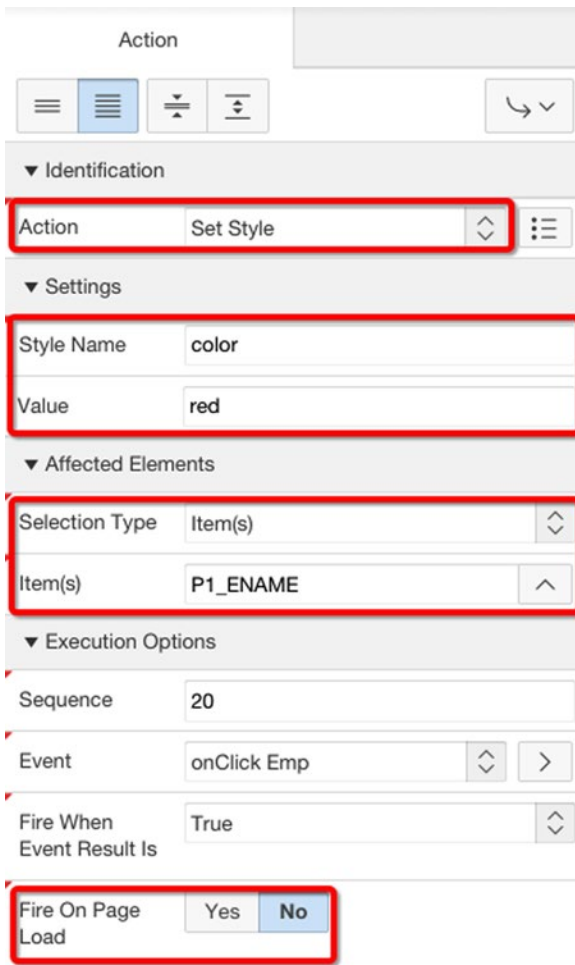 Action
Identification
Action Set Style
Settings
Style Name color
Value red
Affected Elements
Selection Type Item(s)
Item(s) P1_ENAME
Execution Options
Sequence 20
Event onClick Emp
Fire When True
Event Result Is
Fire On Page Yes No
Load